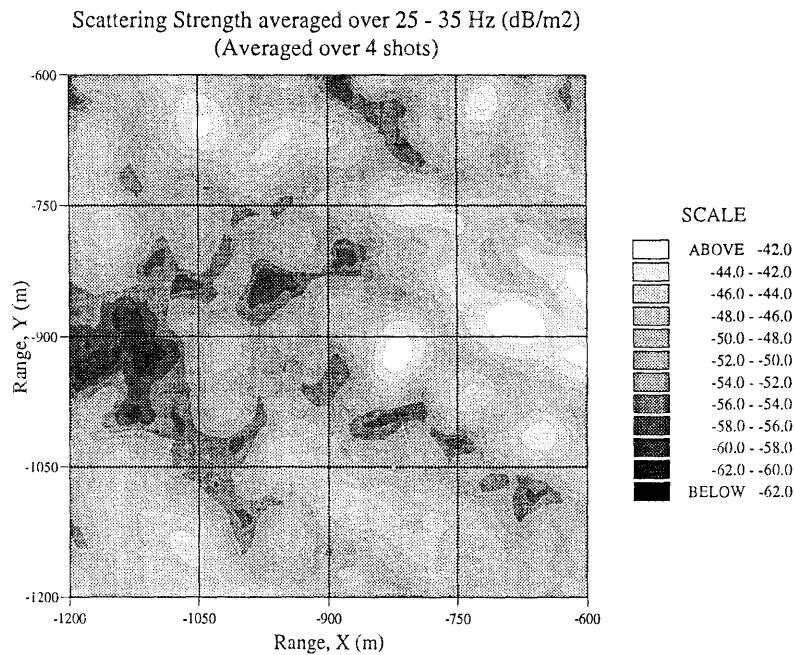 Scattering Strength averaged over 25 - 35 Hz (dB/m2)
(Averaged over 4 shots)
-600
-750
-900
-1050
-1200
Range, Y (m)
-1200
-1050
-900
-750
-600
Range, X (m)
SCALE
ABOVE -42.0
-44.0 - -42.0
-46.0 - -44.0
-48.0 - -46.0
-50.0 - -48.0
-52.0 - -50.0
-54.0 - -52.0
-56.0 - -54.0
-58.0 - -56.0
-60.0 - -58.0
-62.0 - -60.0
BELOW -62.0